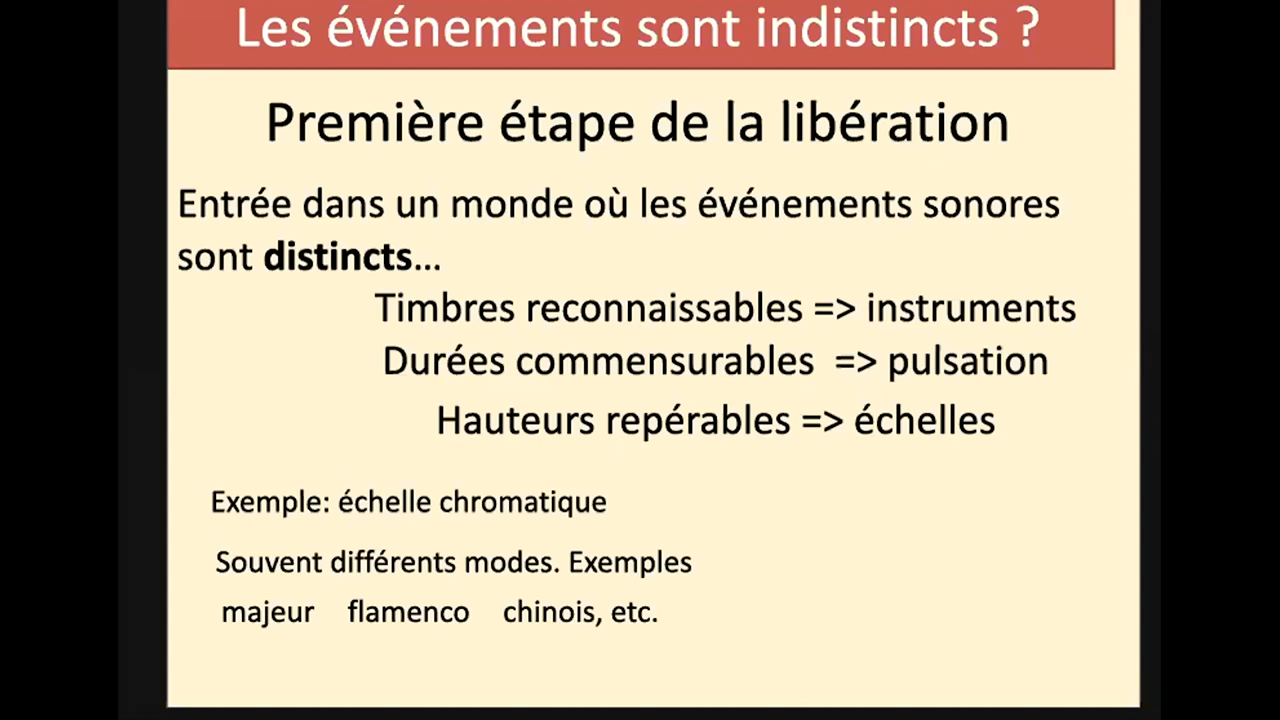 Les événements sont indistincts ?
Première étape de la libération
Entrée dans un monde où les événements sonores
sont distincts...
Timbres reconnaissables => instruments
Durées commensurables => pulsation
Hauteurs repérables => échelles
Exemple: échelle chromatique
Souvent différents modes. Exemples
majeur flamenco chinois, etc.